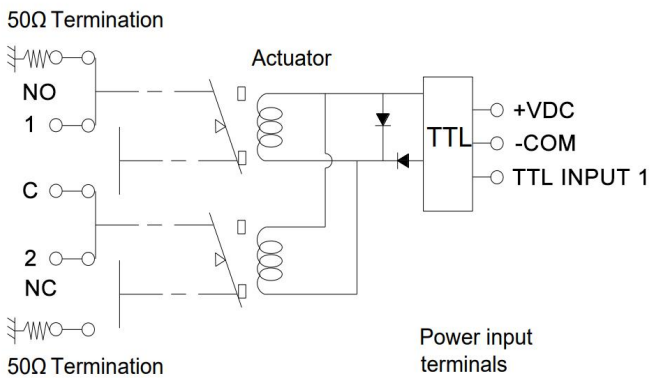 50Ω Termination
Actuator
NO
1
C
2
NC
50Ω Termination
TTL
+VDC
-COM
TTL INPUT 1
Power input
terminals